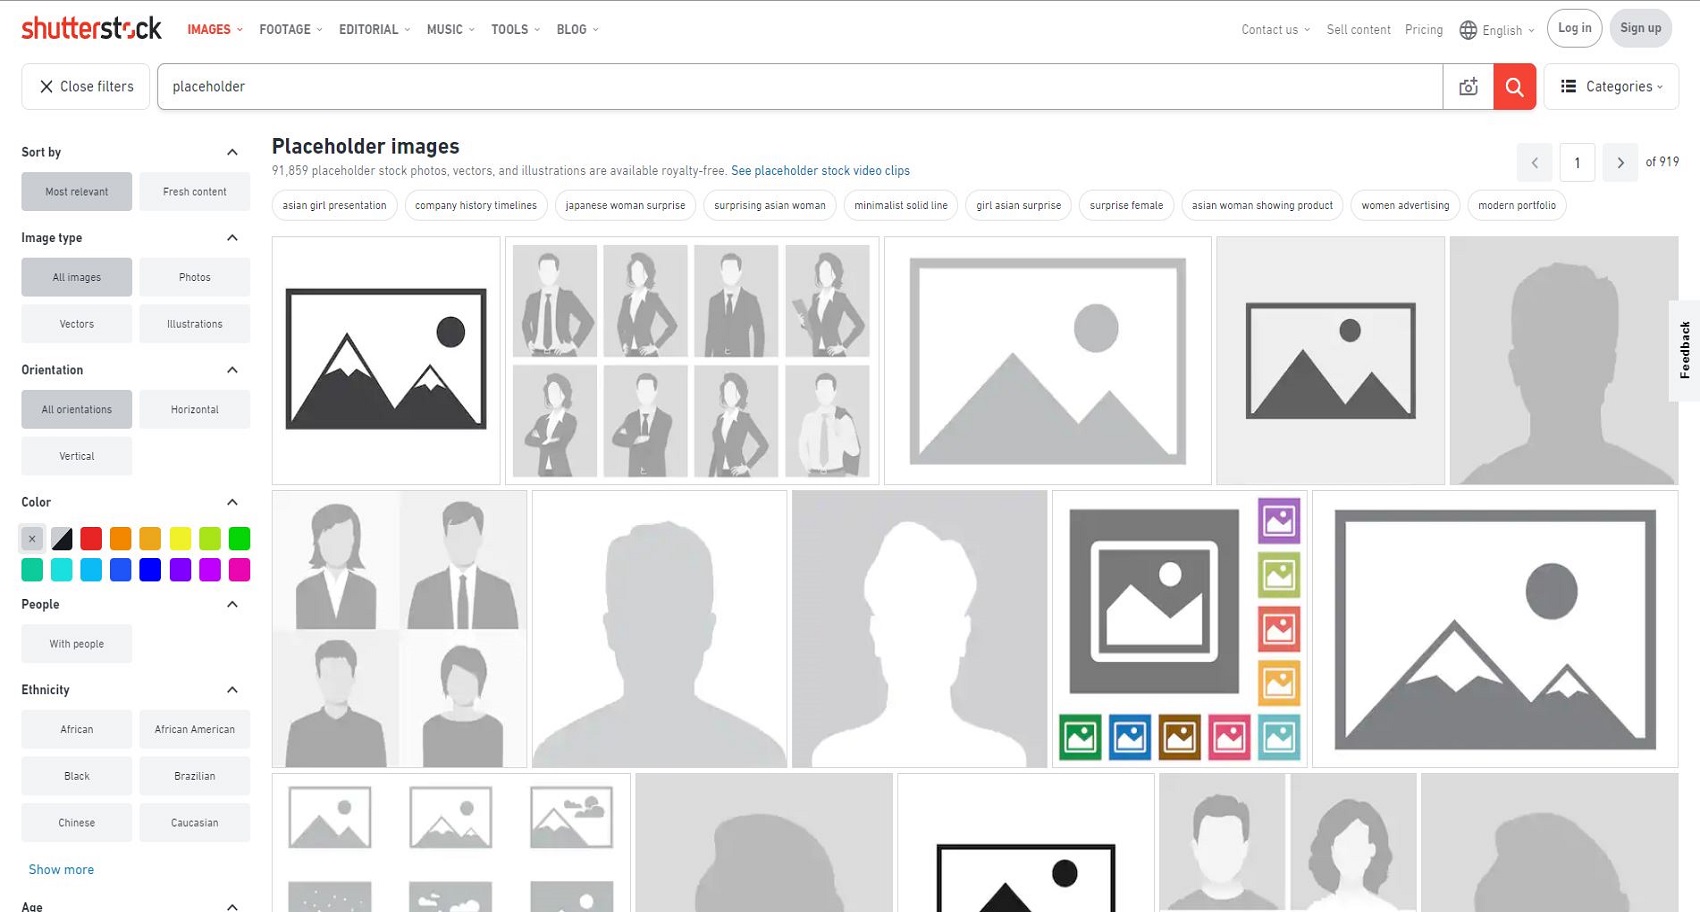 shutterstock IMAGES FOOTAGE EDITORIAL MUSIC TOOLS BLOG Contact us Sell content Pricing English Log in Sign up
Close filters placeholder Categories
Placeholder images
91,859 placeholder stock photos, vectors, and illustrations are available royalty-free. See placeholder stock video clips
1 of 919
asian girl presentation company history timelines japanese woman surprise surprising asian woman minimalist solid line girl asian surprise surprise female asian woman showing product women advertising modern portfolio
Sort by
Most relevant Fresh content
Image type
All images Photos
Vectors Illustrations
Orientation
All orientations Horizontal
Vertical
Color
People
With people
Ethnicity
African African American
Black Brazilian
Chinese Caucasian
Show more
Age
Feedback